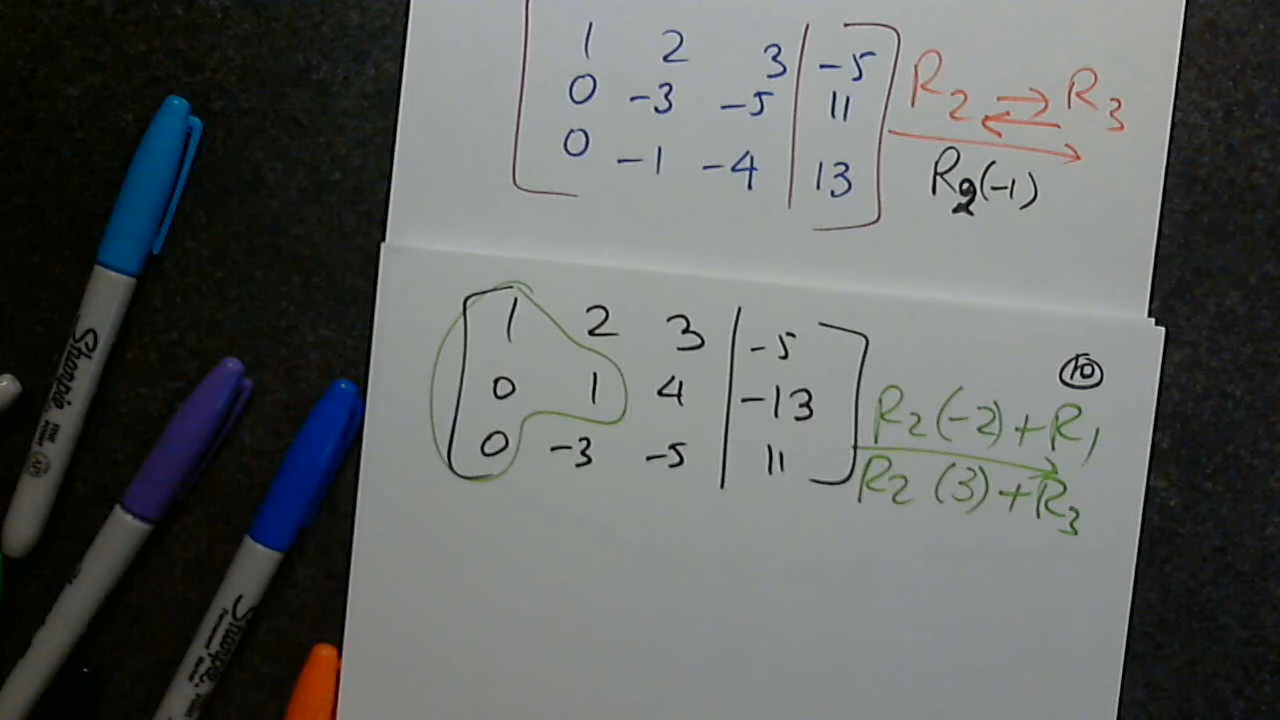 1 2 3 | -5
0 -3 -5 | 11
0 -1 -4 | 13
R2 ⇄ R3
R2(-1)
1 2 3 | -5
0 1 4 | -13
0 -3 -5 | 11
10
R2(-2)+R1
R2(3)+R3
Sharpie
Sharpie